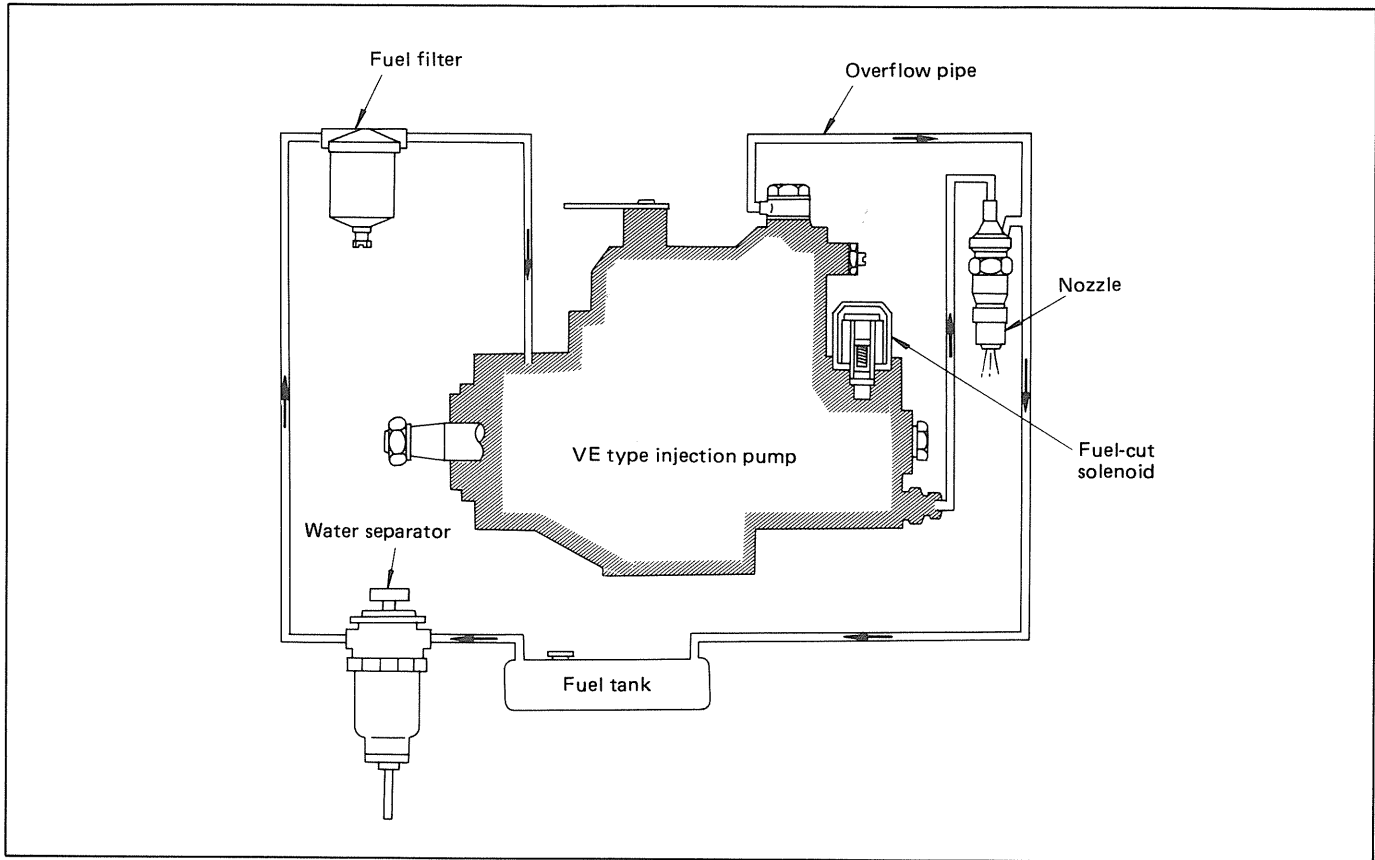 Fuel filter
Overflow pipe
Nozzle
VE type injection pump
Fuel-cut
solenoid
Water separator
Fuel tank